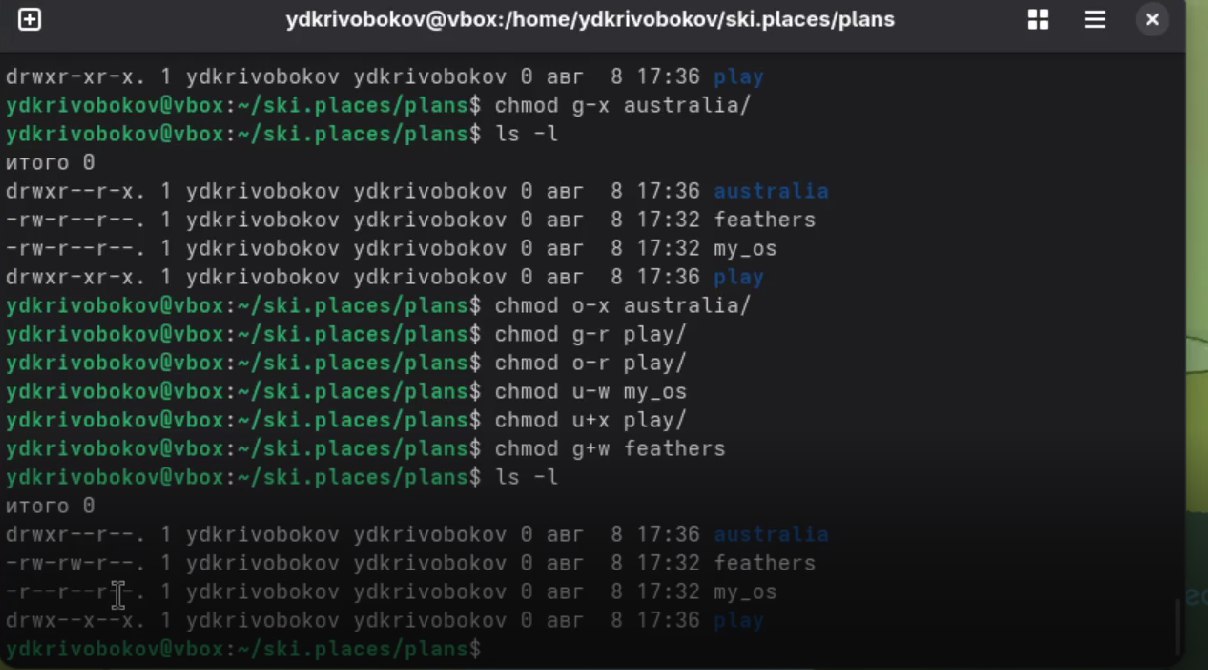 ydkrivobokov@vbox:/home/ydkrivobokov/ski.places/plans
drwxr-xr-x. 1 ydkrivobokov ydkrivobokov 0 авг  8 17:36 play
ydkrivobokov@vbox:~/ski.places/plans$ chmod g-x australia/
ydkrivobokov@vbox:~/ski.places/plans$ ls -l
итого 0
drwxr--r-x. 1 ydkrivobokov ydkrivobokov 0 авг  8 17:36 australia
-rw-r--r--. 1 ydkrivobokov ydkrivobokov 0 авг  8 17:32 feathers
-rw-r--r--. 1 ydkrivobokov ydkrivobokov 0 авг  8 17:32 my_os
drwxr-xr-x. 1 ydkrivobokov ydkrivobokov 0 авг  8 17:36 play
ydkrivobokov@vbox:~/ski.places/plans$ chmod o-x australia/
ydkrivobokov@vbox:~/ski.places/plans$ chmod g-r play/
ydkrivobokov@vbox:~/ski.places/plans$ chmod o-r play/
ydkrivobokov@vbox:~/ski.places/plans$ chmod u-w my_os
ydkrivobokov@vbox:~/ski.places/plans$ chmod u+x play/
ydkrivobokov@vbox:~/ski.places/plans$ chmod g+w feathers
ydkrivobokov@vbox:~/ski.places/plans$ ls -l
итого 0
drwxr--r--. 1 ydkrivobokov ydkrivobokov 0 авг  8 17:36 australia
-rw-rw-r--. 1 ydkrivobokov ydkrivobokov 0 авг  8 17:32 feathers
-r--r--r--. 1 ydkrivobokov ydkrivobokov 0 авг  8 17:32 my_os
drwx--x--x. 1 ydkrivobokov ydkrivobokov 0 авг  8 17:36 play
ydkrivobokov@vbox:~/ski.places/plans$